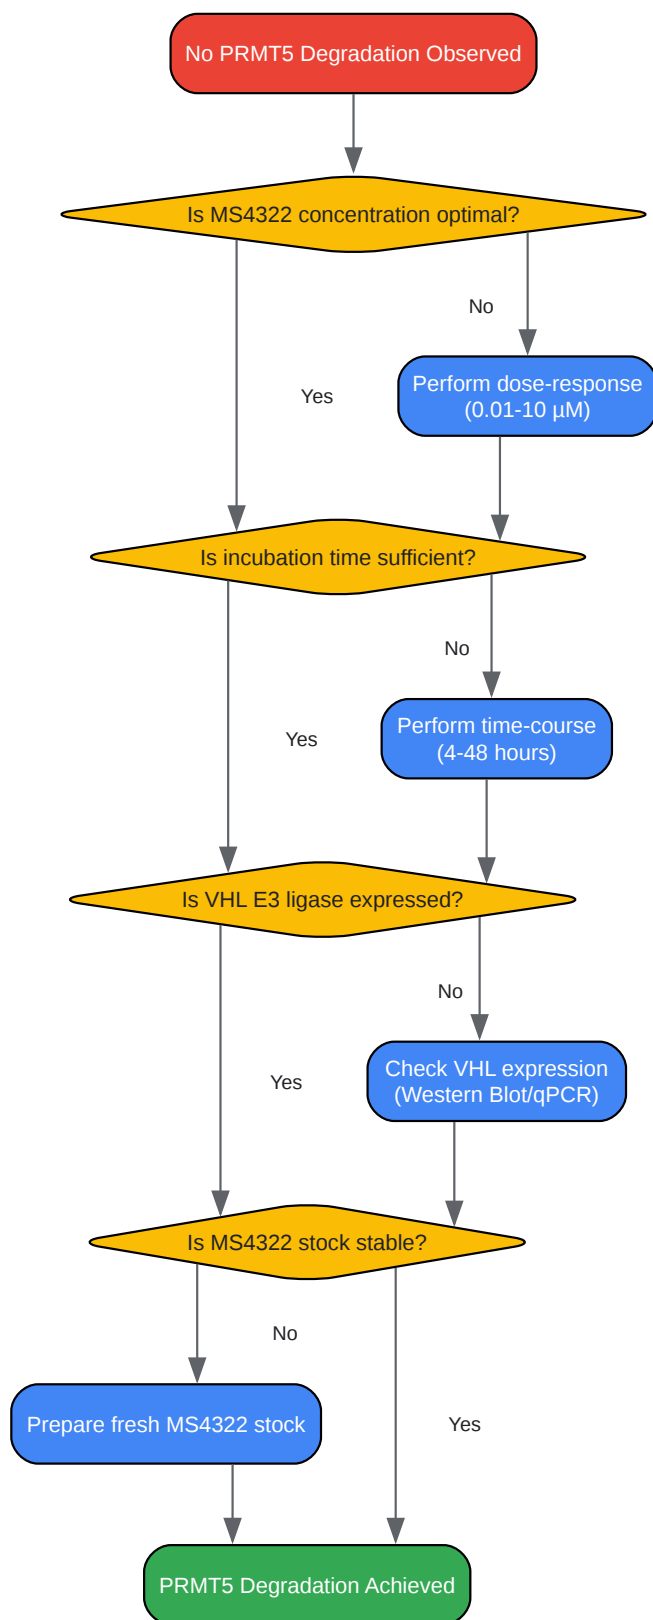 No PRMT5 Degradation Observed
Is MS4322 concentration optimal?
No
Perform dose-response
(0.01-10 µM)
Yes
Is incubation time sufficient?
No
Perform time-course
(4-48 hours)
Yes
Is VHL E3 ligase expressed?
No
Check VHL expression
(Western Blot/qPCR)
Yes
Is MS4322 stock stable?
No
Prepare fresh MS4322 stock
Yes
PRMT5 Degradation Achieved